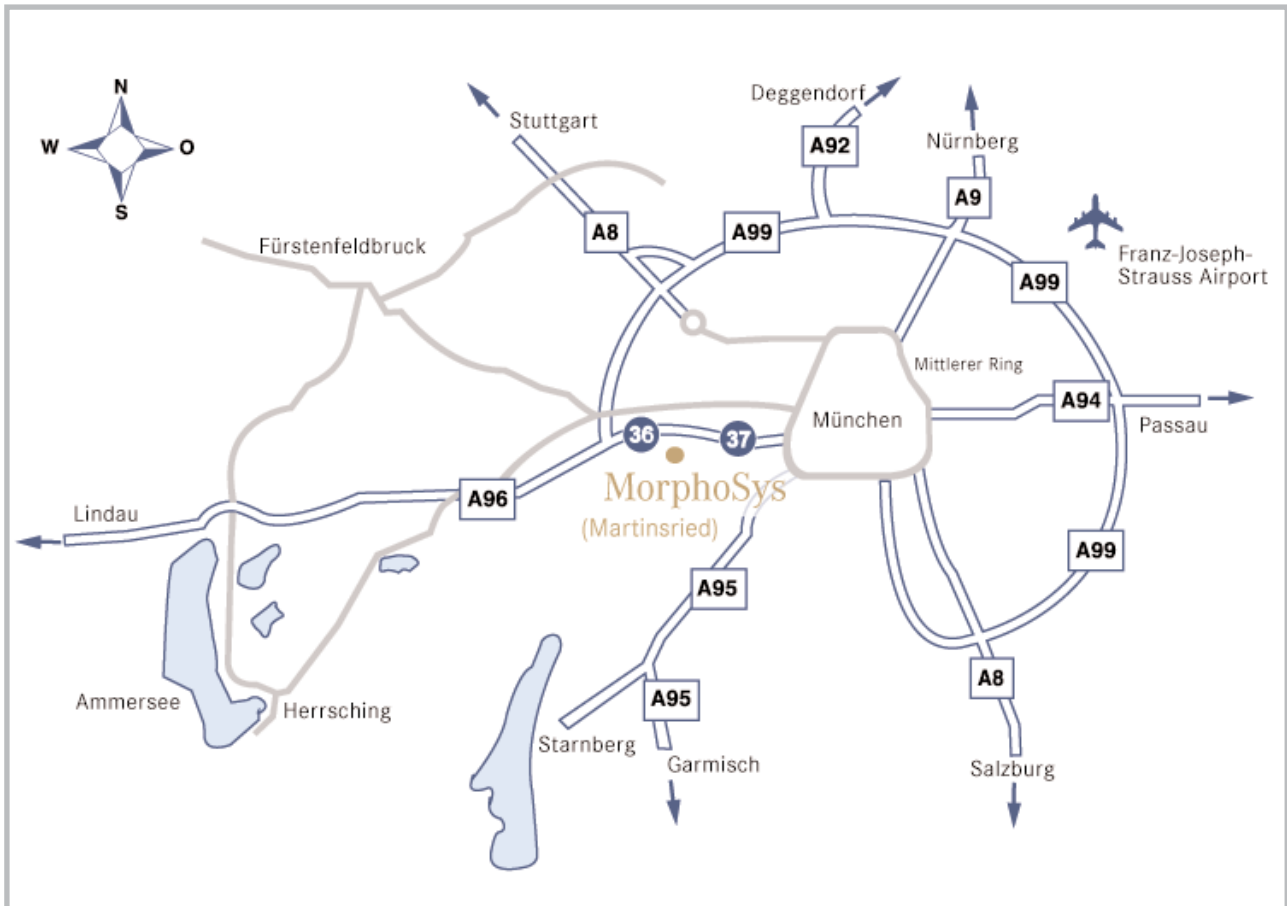 N
W
O
S
Deggendorf
Stuttgart
A92
Nürnberg
A9
A8
A99
Fürstenfeldbruck
Franz-Joseph-
Strauss Airport
A99
Mittlerer Ring
A94
München
Passau
36
37
MorphoSys
(Martinsried)
A96
Lindau
A99
A95
A8
Ammersee
Herrsching
A95
Starnberg
Garmisch
Salzburg